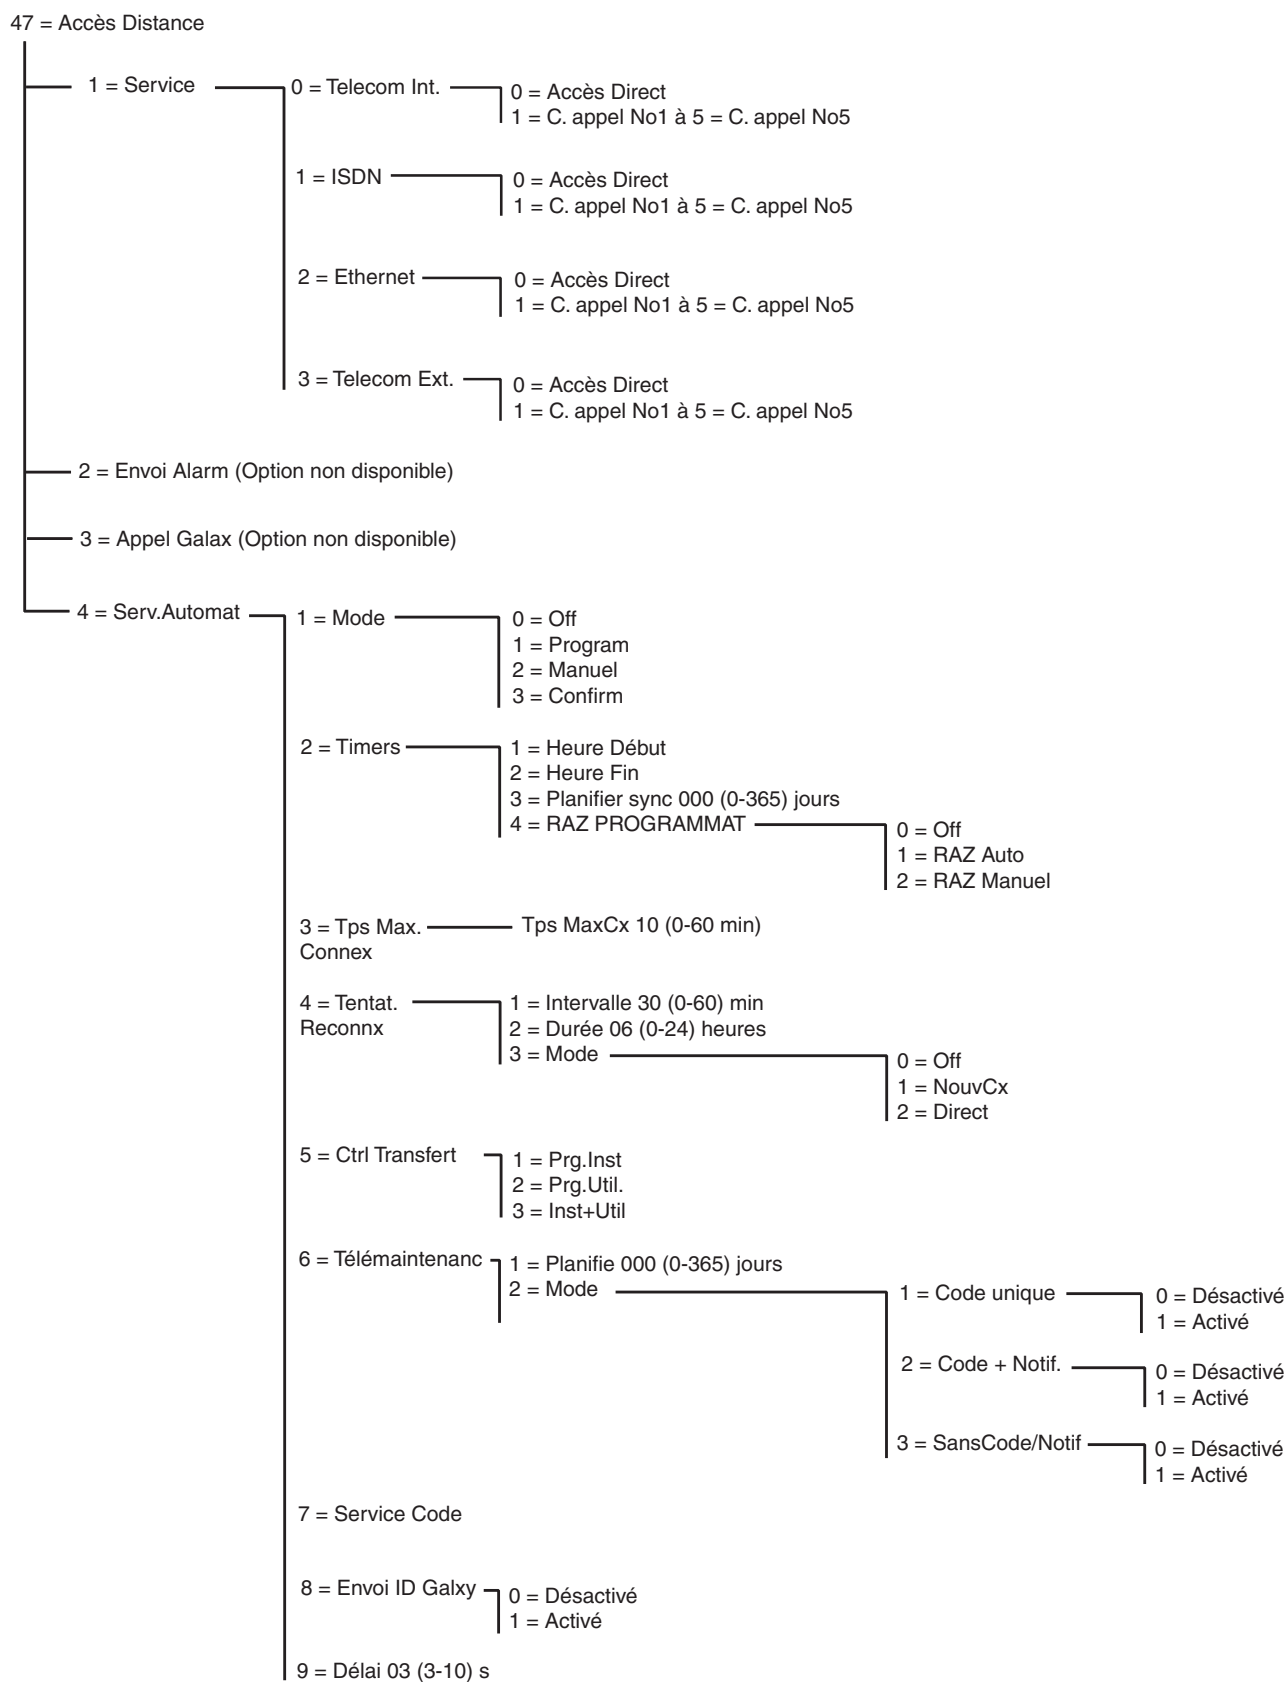 47 = Accès Distance
1 = Service
0 = Telecom Int.
0 = Accès Direct
1 = C. appel No1 à 5 = C. appel No5
1 = ISDN
0 = Accès Direct
1 = C. appel No1 à 5 = C. appel No5
2 = Ethernet
0 = Accès Direct
1 = C. appel No1 à 5 = C. appel No5
3 = Telecom Ext.
0 = Accès Direct
1 = C. appel No1 à 5 = C. appel No5
2 = Envoi Alarm (Option non disponible)
3 = Appel Galax (Option non disponible)
4 = Serv.Automat
1 = Mode
0 = Off
1 = Program
2 = Manuel
3 = Confirm
2 = Timers
1 = Heure Début
2 = Heure Fin
3 = Planifier sync 000 (0-365) jours
4 = RAZ PROGRAMMAT
0 = Off
1 = RAZ Auto
2 = RAZ Manuel
3 = Tps Max.
Connex
Tps MaxCx 10 (0-60 min)
4 = Tentat.
Reconnx
1 = Intervalle 30 (0-60) min
2 = Durée 06 (0-24) heures
3 = Mode
0 = Off
1 = NouvCx
2 = Direct
5 = Ctrl Transfert
1 = Prg.Inst
2 = Prg.Util.
3 = Inst+Util
6 = Télémaintenanc
1 = Planifie 000 (0-365) jours
2 = Mode
1 = Code unique
0 = Désactivé
1 = Activé
2 = Code + Notif.
0 = Désactivé
1 = Activé
3 = SansCode/Notif
0 = Désactivé
1 = Activé
7 = Service Code
8 = Envoi ID Galxy
0 = Désactivé
1 = Activé
9 = Délai 03 (3-10) s